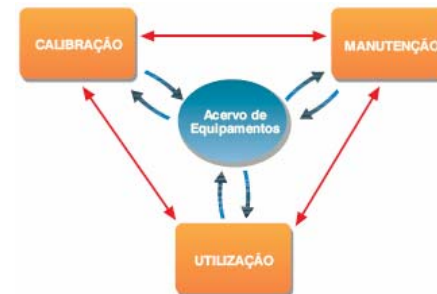 CALIBRAÇÃO
MANUTENÇÃO
Acervo de
Equipamentos
UTILIZAÇÃO